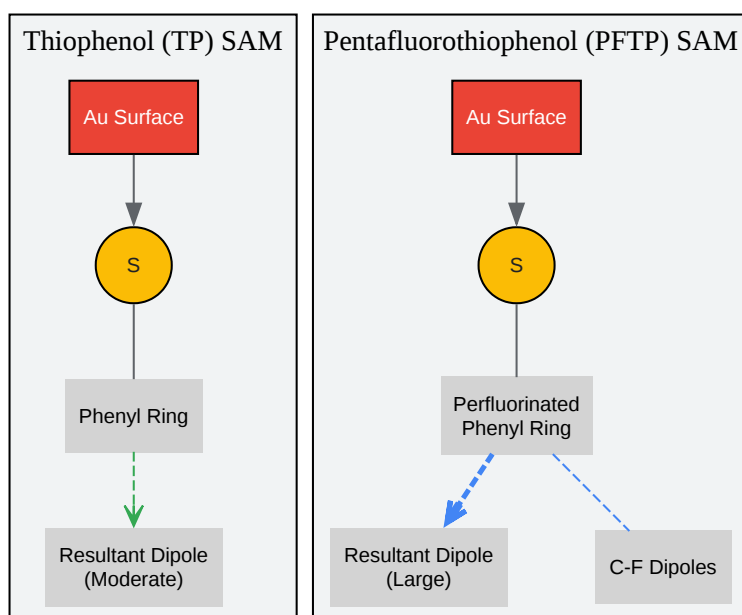 Thiophenol (TP) SAM
Au Surface
S
Phenyl Ring
Resultant Dipole
(Moderate)
Pentafluorothiophenol (PFTP) SAM
Au Surface
S
Perfluorinated
Phenyl Ring
Resultant Dipole
(Large)
C-F Dipoles